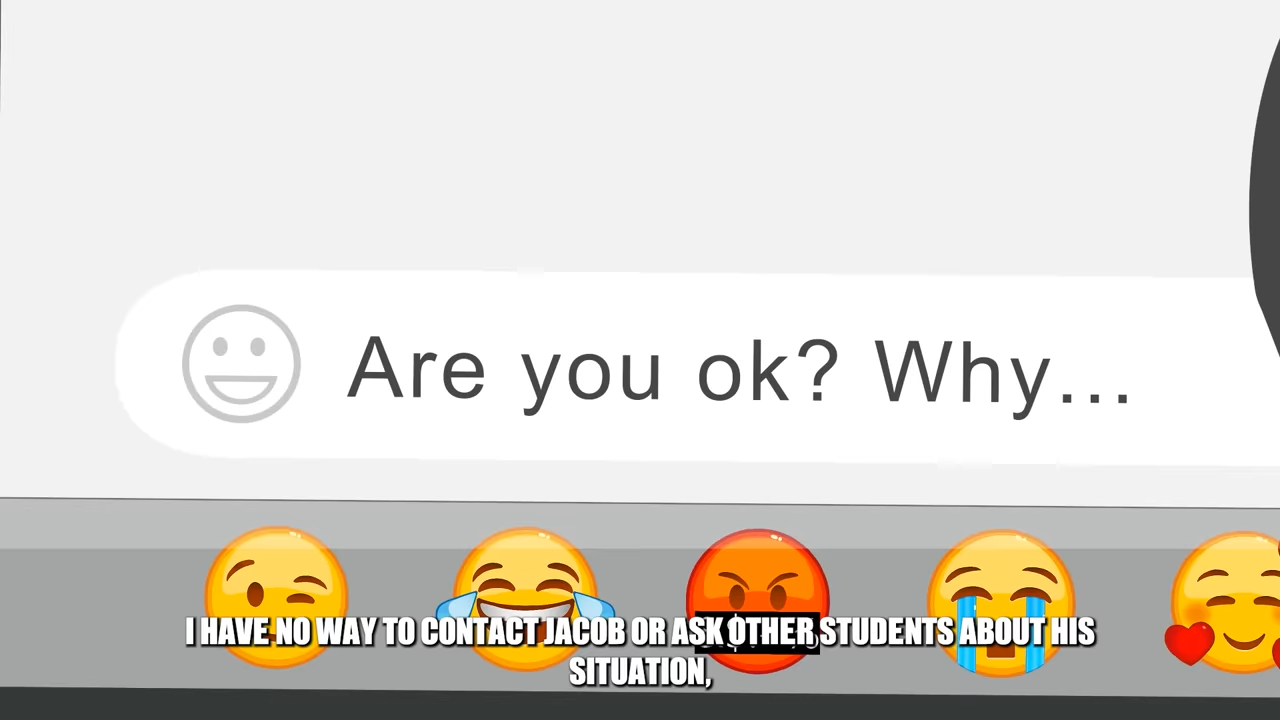 Are you ok? Why...
I HAVE NO WAY TO CONTACT JACOB OR ASK OTHER STUDENTS ABOUT HIS
SITUATION,